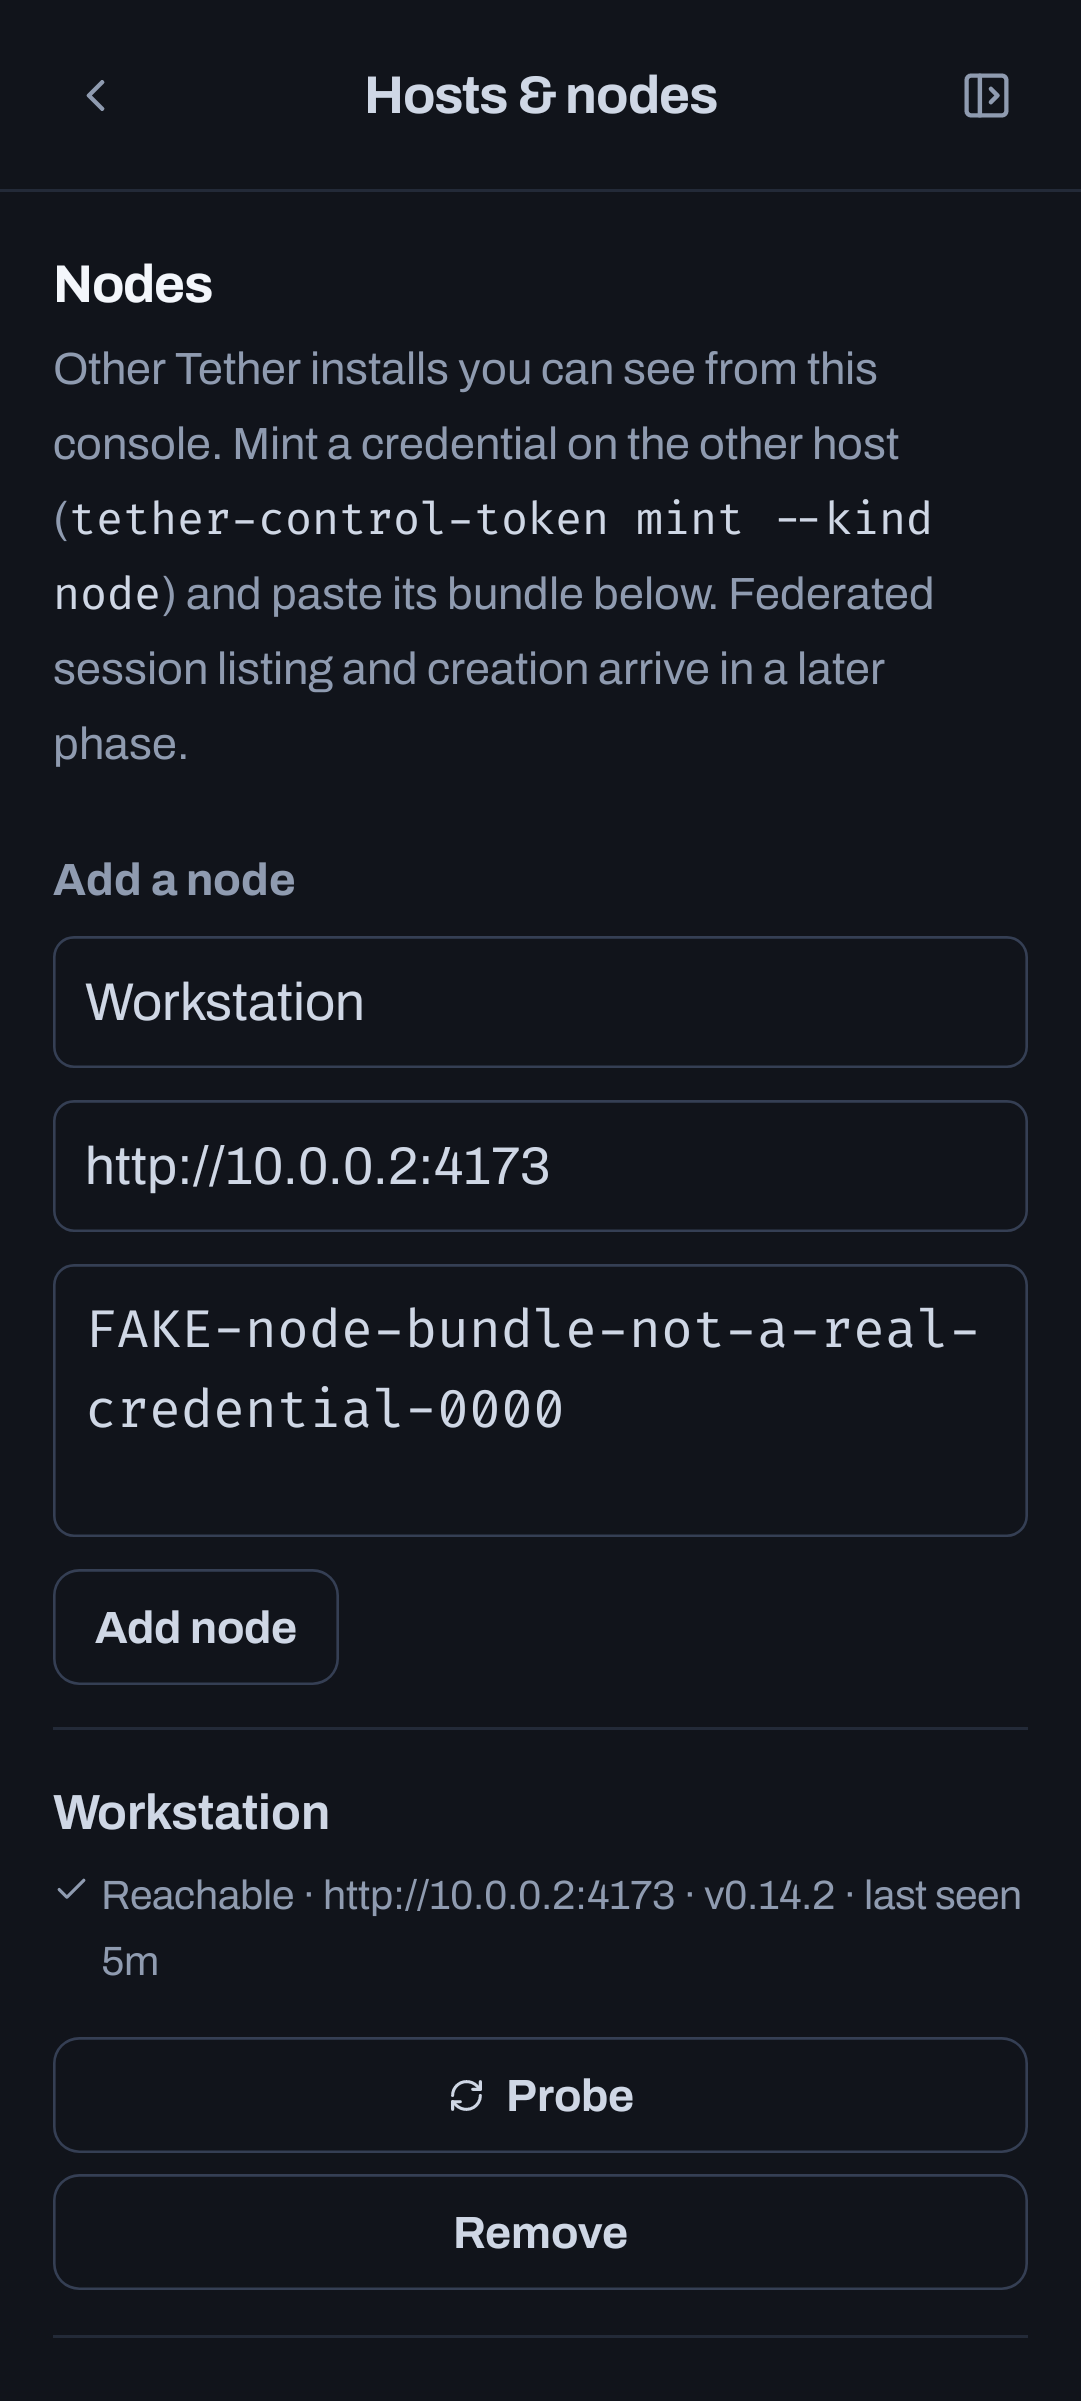 Hosts & nodes
Nodes
Other Tether installs you can see from this
console. Mint a credential on the other host
(tether-control-token mint --kind
node) and paste its bundle below. Federated
session listing and creation arrive in a later
phase.
Add a node
Workstation
http://10.0.0.2:4173
FAKE-node-bundle-not-a-real-
credential-0000
Add node
Workstation
Reachable · http://10.0.0.2:4173 · v0.14.2 · last seen
5m
Probe
Remove